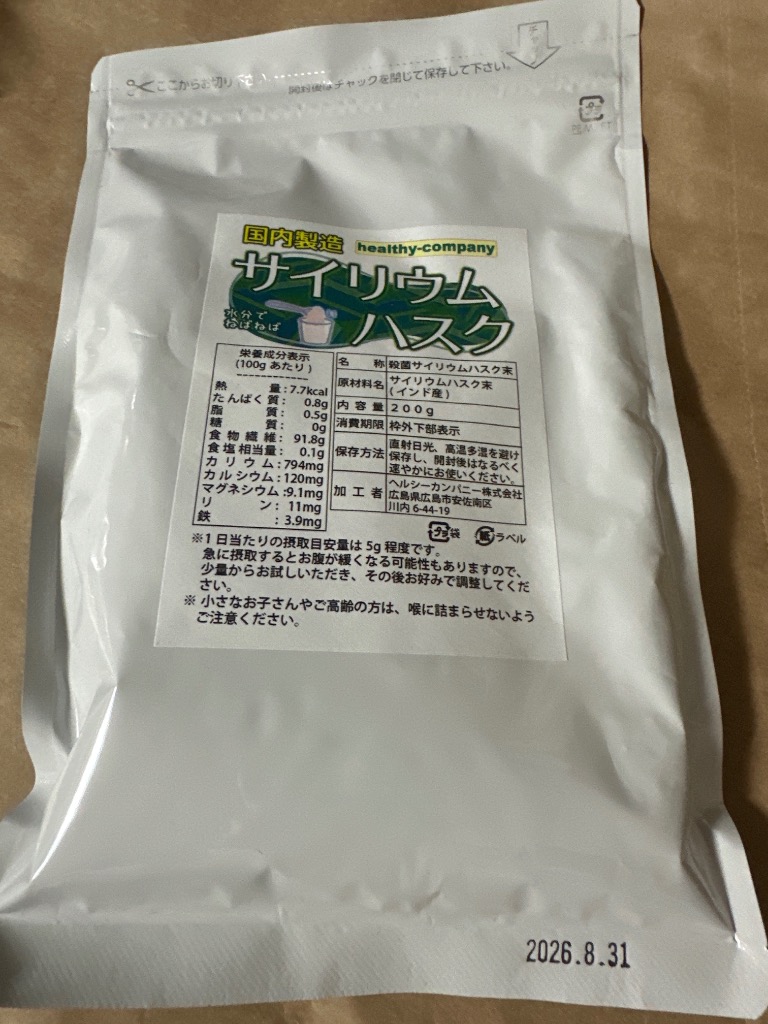 ここからお切り下さい
開封後はチャックを閉じて保存して下さい。
チャック
プラ
国内製造
healthy-company
サイリウム
ハスク
水分で
ねばねば
栄養成分表示
(100gあたり)
------------
熱量:7.7kcal
たんぱく質:0.8g
脂質:0.5g
糖質:0g
食物繊維:91.8g
食塩相当量:0.1g
カリウム:794mg
カルシウム:120mg
マグネシウム:9.1mg
リン:11mg
鉄:3.9mg
名称 殺菌サイリウムハスク末
原材料名 サイリウムハスク末
(インド産)
内容量 200g
消費期限 枠外下部表示
保存方法 直射日光、高温多湿を避け
保存し、開封後はなるべく
速やかにお使いください。
加工者 ヘルシーカンパニー株式会社
広島県広島市安佐南区
川内6-44-19
プラ 袋 紙 ラベル
※1日当たりの摂取目安量は5g程度です。
急に摂取するとお腹が緩くなる可能性もありますので、
少量からお試しいただき、その後お好みで調整してくだ
さい。
※ 小さなお子さんやご高齢の方は、喉に詰まらせないよう
ご注意ください。
2026.8.31